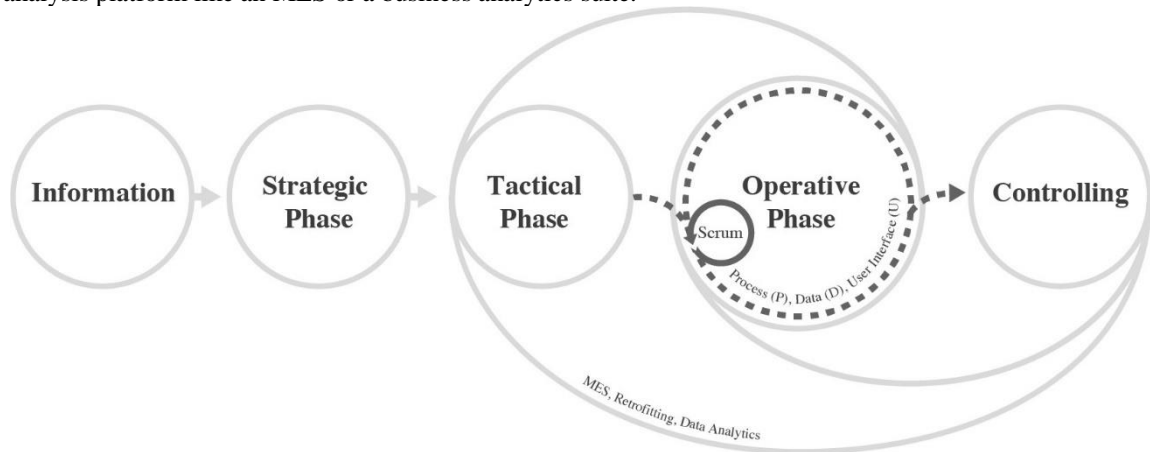 analysis platform like an MES or a business analytics suite.
Information
Strategic
Phase
Tactical
Phase
Operative
Phase
Scrum
Process (P), Data (D), User Interface (U)
Controlling
MES, Retrofitting, Data Analytics